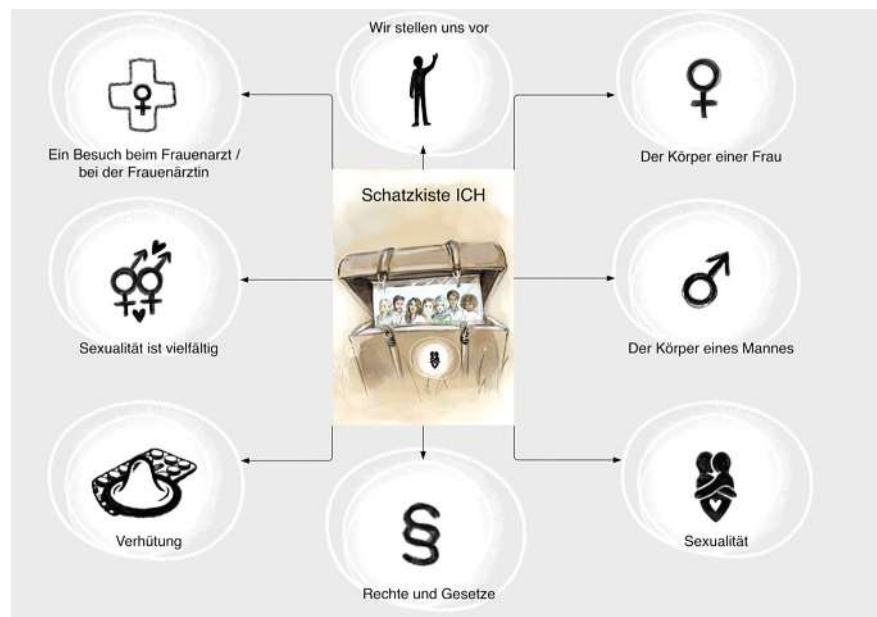 Wir stellen uns vor
Ein Besuch beim Frauenarzt /
bei der Frauenärztin
Der Körper einer Frau
Schatzkiste ICH
Sexualität ist vielfältig
Der Körper eines Mannes
Verhütung
Sexualität
§
Rechte und Gesetze